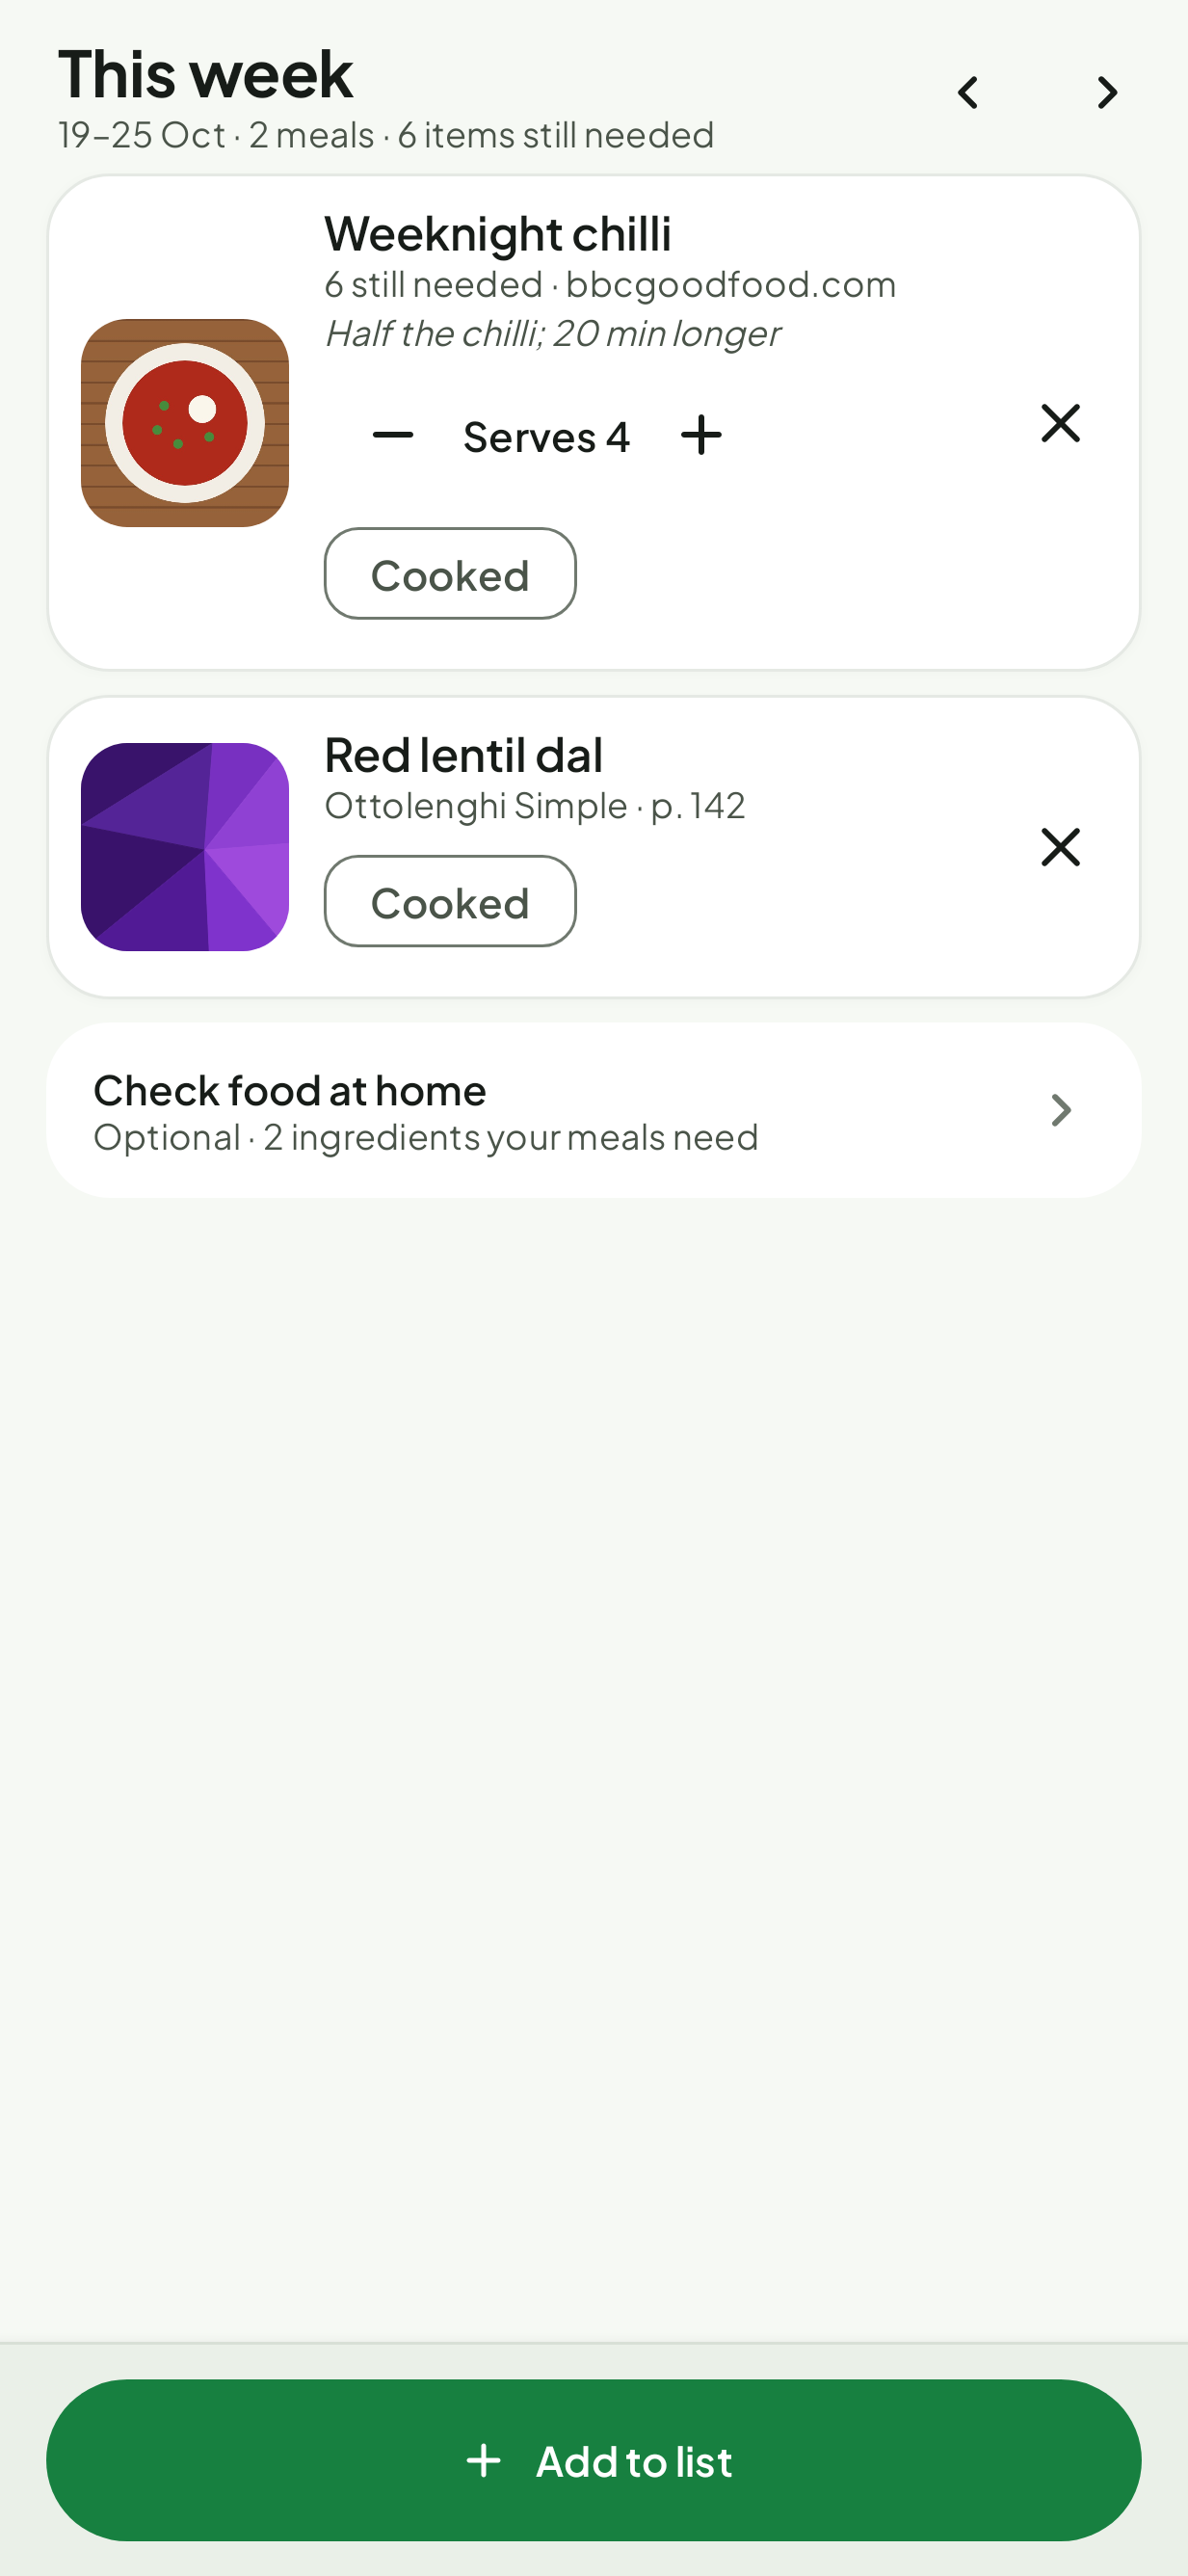 This week
19–25 Oct · 2 meals · 6 items still needed
Weeknight chilli
6 still needed · bbcgoodfood.com
Half the chilli; 20 min longer
Serves 4
Cooked
Red lentil dal
Ottolenghi Simple · p. 142
Cooked
Check food at home
Optional · 2 ingredients your meals need
Add to list